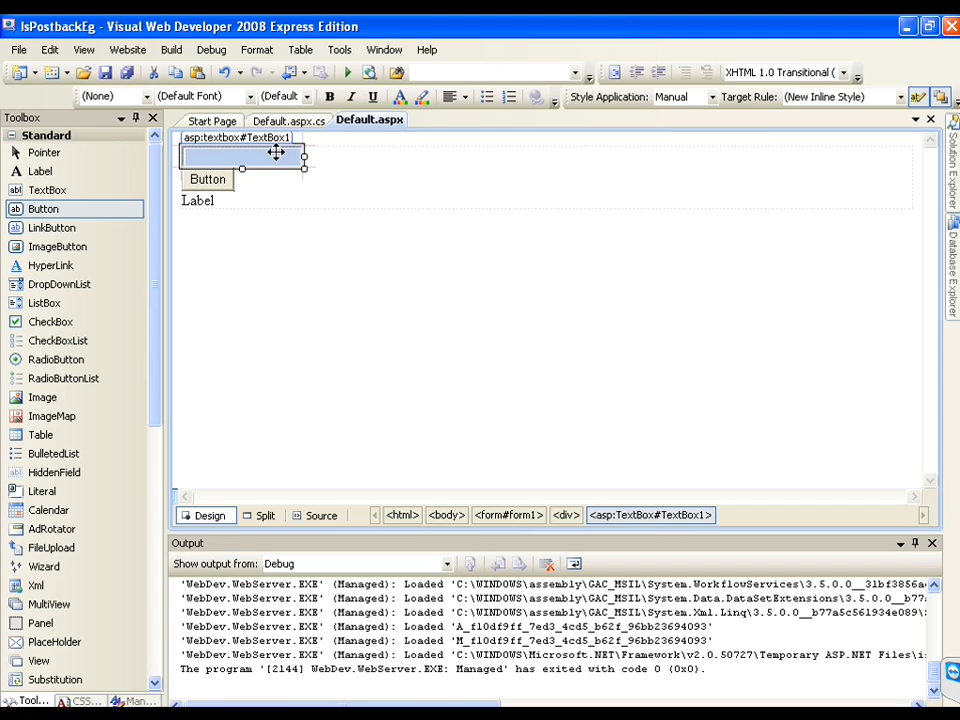 IsPostbackEg - Visual Web Developer 2008 Express Edition
File Edit View Website Build Debug Format Table Tools Window Help
XHTML 1.0 Transitional (
(None) (Default Font) (Default B I U A Style Application: Manual Target Rule: (New Inline Style)
Toolbox
Start Page Default.aspx.cs Default.aspx
Standard
Pointer
Label
TextBox
Button
LinkButton
ImageButton
HyperLink
DropDownList
ListBox
CheckBox
CheckBoxList
RadioButton
RadioButtonList
Image
ImageMap
Table
BulletedList
HiddenField
Literal
Calendar
AdRotator
FileUpload
Wizard
Xml
MultiView
Panel
PlaceHolder
View
Substitution
Tool... CSS... Man...
asp:textbox#TextBox1
Button
Label
Solution Explorer
Database Explorer
Design Split Source <html> <body> <form#form1> <div> <asp:TextBox#TextBox1>
Output
Show output from: Debug
'WebDev.WebServer.EXE' (Managed): Loaded 'C:\WINDOWS\assembly\GAC_MSIL\System.WorkflowServices\3.5.0.0__31bf3856a
'WebDev.WebServer.EXE' (Managed): Loaded 'C:\WINDOWS\assembly\GAC_MSIL\System.Data.DataSetExtensions\3.5.0.0__b77
'WebDev.WebServer.EXE' (Managed): Loaded 'C:\WINDOWS\assembly\GAC_MSIL\System.Xml.Linq\3.5.0.0__b77a5c561934e089\
'WebDev.WebServer.EXE' (Managed): Loaded 'A_f10df9ff_7ed3_4cd5_b62f_96bb23694093'
'WebDev.WebServer.EXE' (Managed): Loaded 'M_f10df9ff_7ed3_4cd5_b62f_96bb23694093'
'WebDev.WebServer.EXE' (Managed): Loaded 'C:\WINDOWS\Microsoft.NET\Framework\v2.0.50727\Temporary ASP.NET Files\i
The program '[2144] WebDev.WebServer.EXE: Managed' has exited with code 0 (0x0).